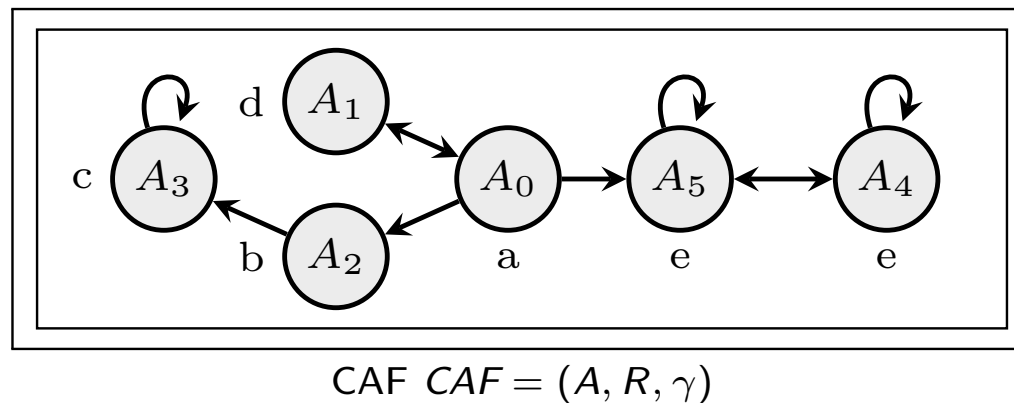 d A₁
c A₃ A₀ A₅ A₄
b A₂ a e e
CAF CAF = (A, R, γ)